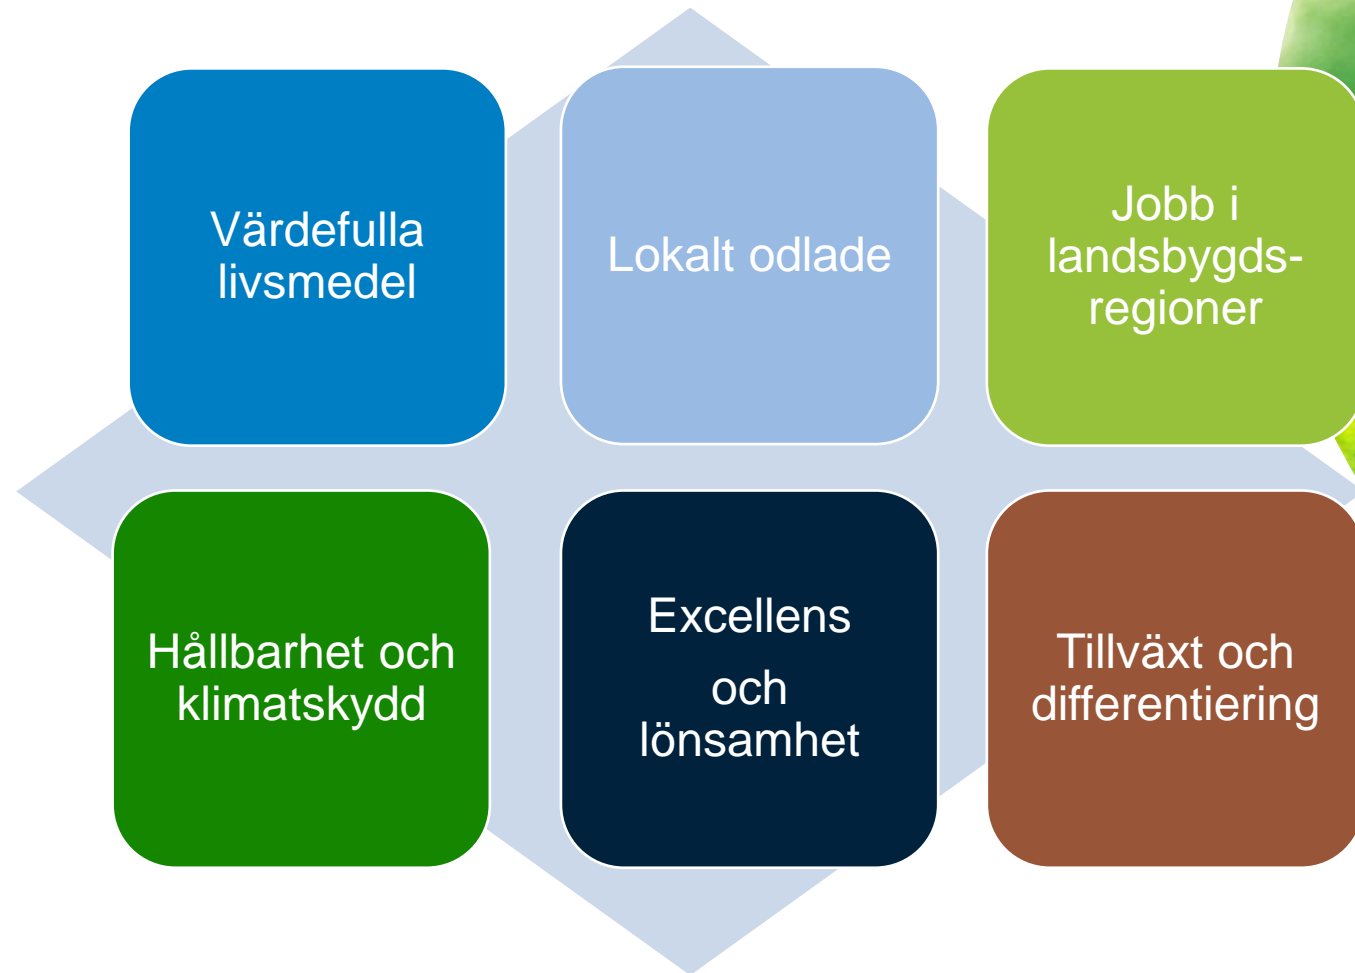 Värdefulla
livsmedel
Lokalt odlade
Jobb i
landsbygds-
regioner
Hållbarhet och
klimatskydd
Excellens
och
lönsamhet
Tillväxt och
differentiering